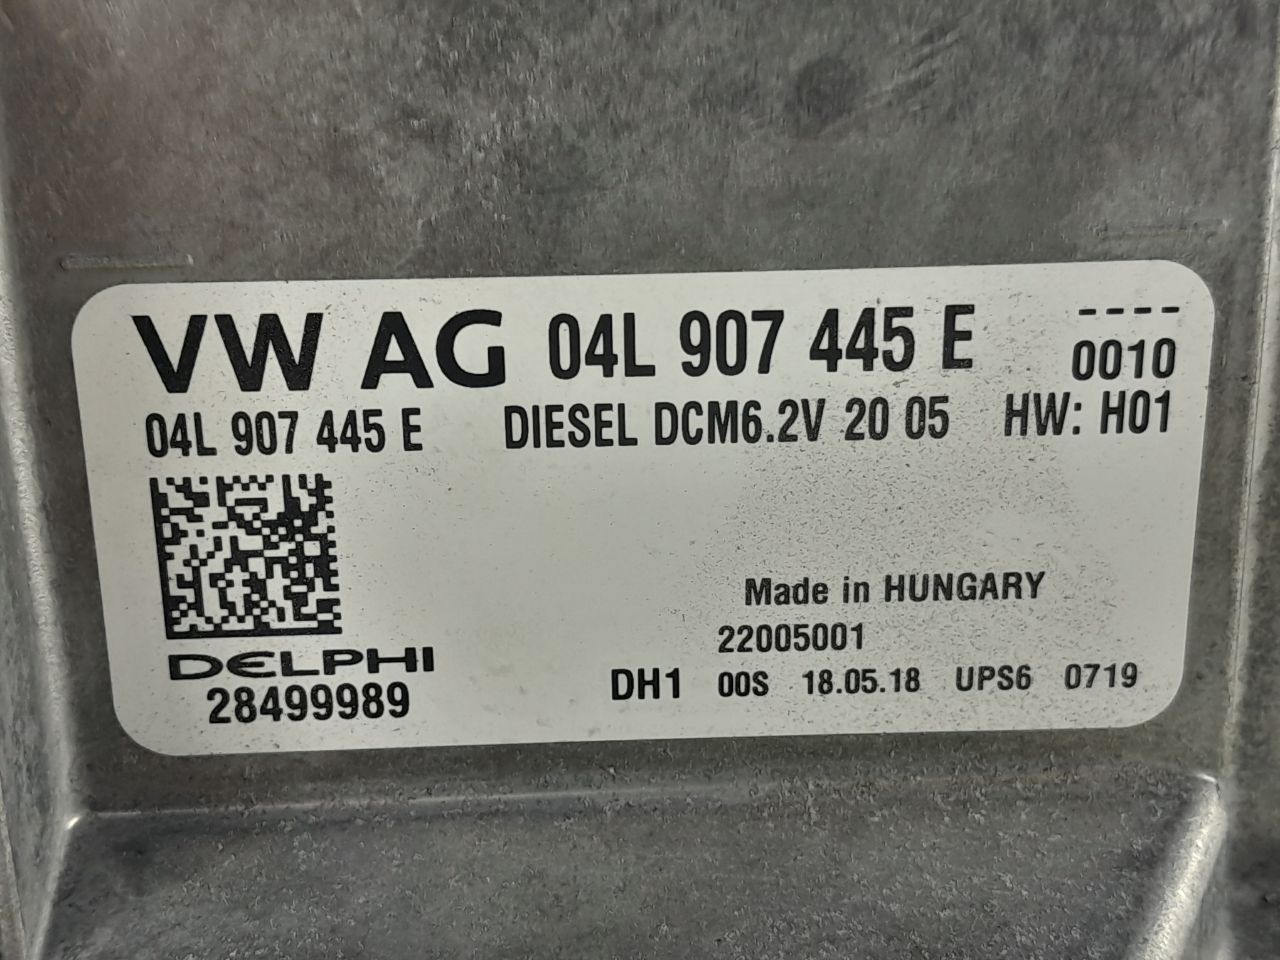 VW AG 04L 907 445 E ----
0010
04L 907 445 E DIESEL DCM6.2V 20 05 HW: H01
Made in HUNGARY
22005001
DELPHI
28499989
DH1 00S 18.05.18 UPS6 0719